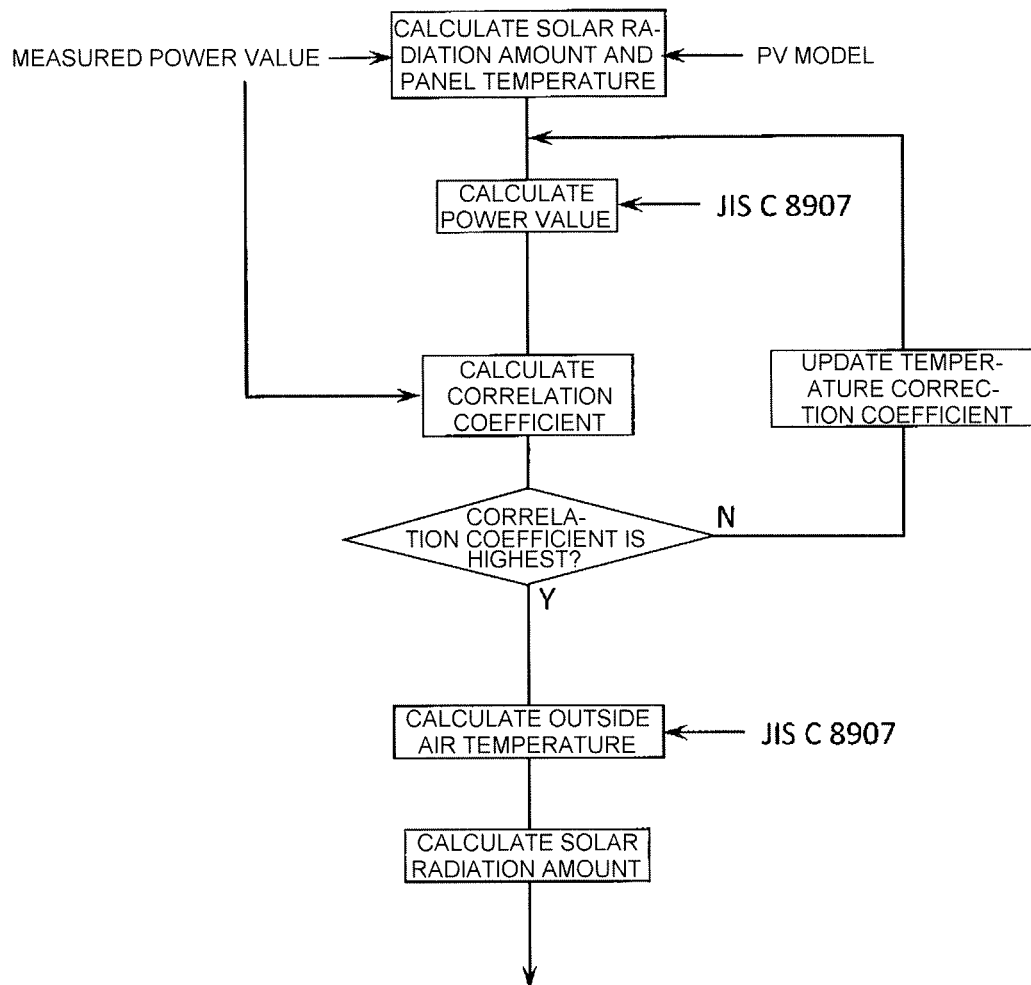 CALCULATE SOLAR RA-
DIATION AMOUNT AND
PANEL TEMPERATURE
MEASURED POWER VALUE
PV MODEL
CALCULATE
POWER VALUE
JIS C 8907
CALCULATE
CORRELATION
COEFFICIENT
UPDATE TEMPER-
ATURE CORREC-
TION COEFFICIENT
CORRELA-
TION COEFFICIENT IS
HIGHEST?
N
Y
CALCULATE OUTSIDE
AIR TEMPERATURE
JIS C 8907
CALCULATE SOLAR
RADIATION AMOUNT